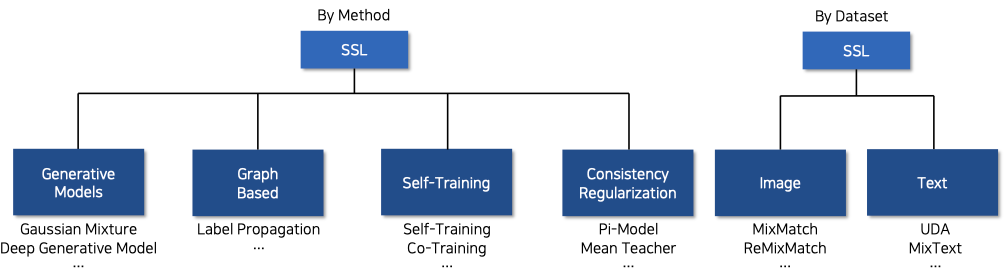 By Method
SSL
Generative
Models
Gaussian Mixture
Deep Generative Model
...
Graph
Based
Label Propagation
...
Self-Training
Self-Training
Co-Training
...
Consistency
Regularization
Pi-Model
Mean Teacher
...
By Dataset
SSL
Image
MixMatch
ReMixMatch
...
Text
UDA
MixText
...